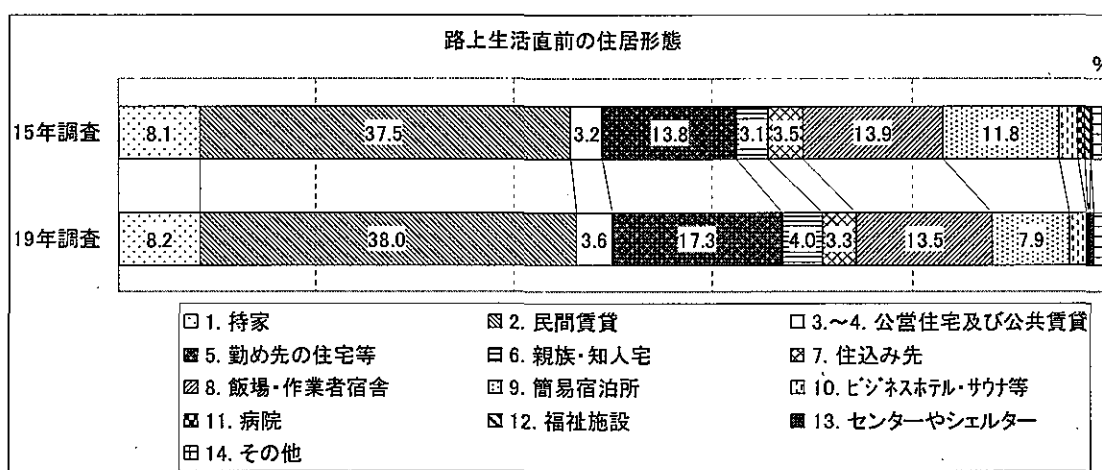 路上生活直前の住居形態
%
15年調査 8.1 37.5 3.2 13.8 3.1 3.5 13.9 11.8
19年調査 8.2 38.0 3.6 17.3 4.0 3.3 13.5 7.9
1. 持家 2. 民間賃貸 3.～4. 公営住宅及び公共賃貸
5. 勤め先の住宅等 6. 親族・知人宅 7. 住込み先
8. 飯場・作業者宿舎 9. 簡易宿泊所 10. ﾋﾞｼﾞﾈｽﾎﾃﾙ・ｻｳﾅ等
11. 病院 12. 福祉施設 13. センターやシェルター
14. その他